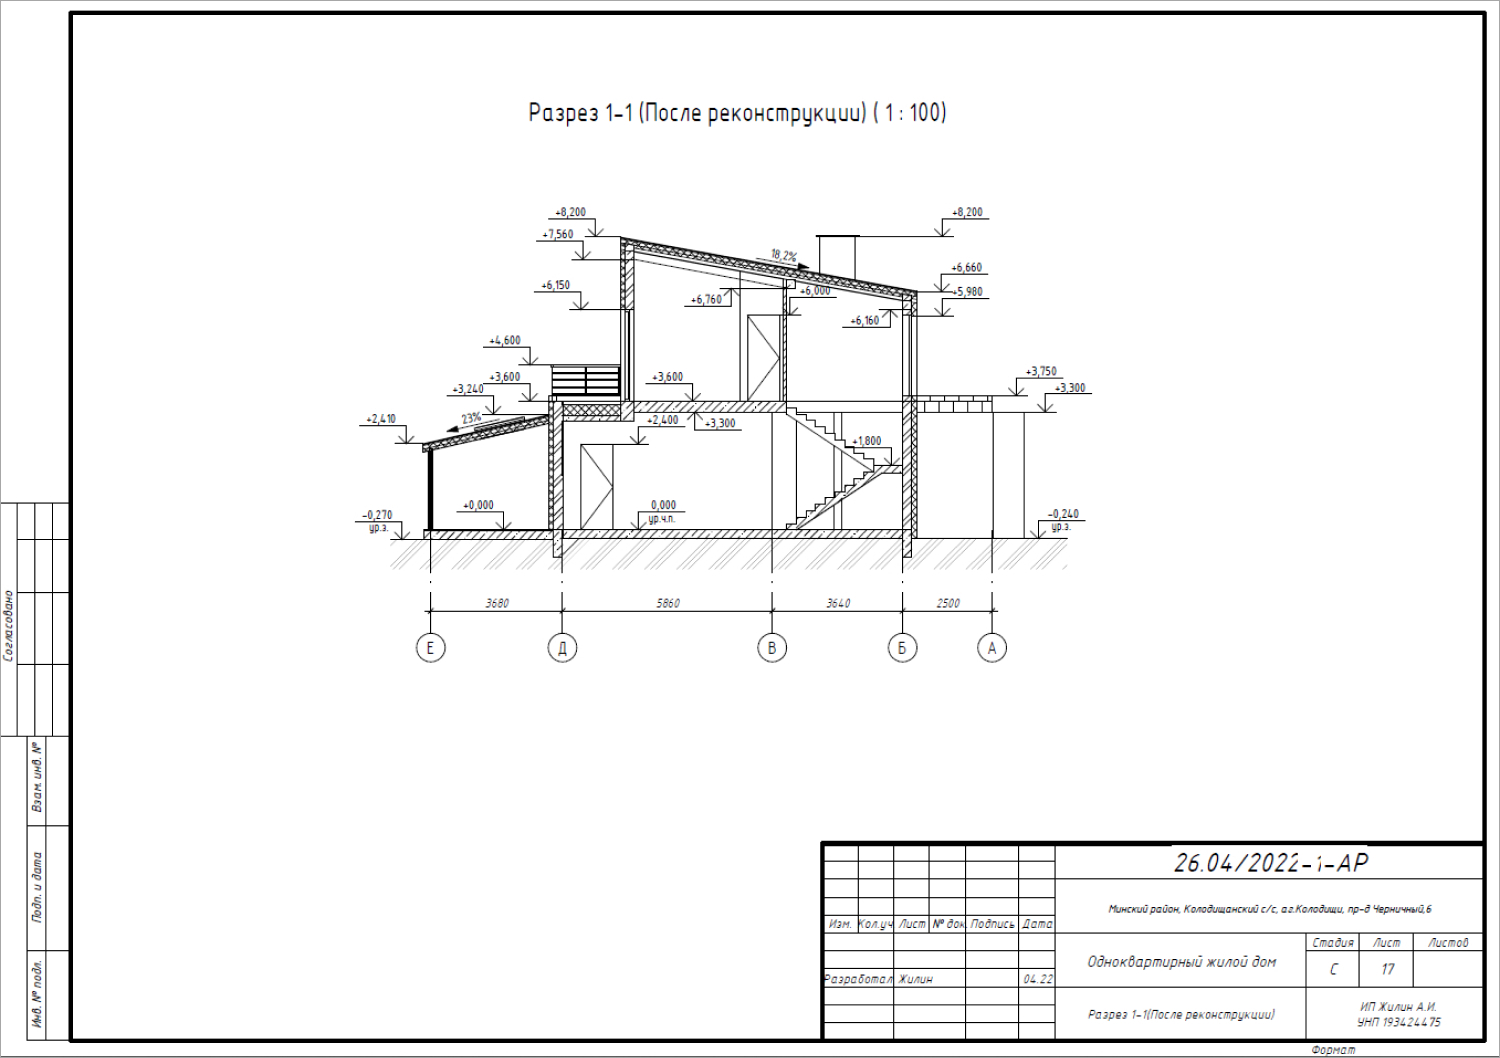 Разрез 1-1 (После реконструкции) ( 1 : 100)
+8,200
+8,200
+7,560
18,2%
+6,660
+6,150
+6,760
+6,000
+5,980
+6,160
+4,600
+3,600
+3,600
+3,750
+3,240
+3,300
+2,410
23%
+2,400
+3,300
+1,800
+0,000
0,000
ур.ч.п.
-0,270
ур.з.
-0,240
ур.з.
3680
5860
3640
2500
Е
Д
В
Б
А
Согласовано
Взам. инв. №
Подп. и дата
Инв. № подл.
26.04/2022-1-АР
Минский район, Колодищанский с/с, а.г.Колодищи, пр-д Черничный,6
Изм.
Кол.уч
Лист
№ док.
Подпись
Дата
Одноквартирный жилой дом
Стадия
Лист
Листов
С
17
Разработал
Жилин
04.22
Разрез 1-1(После реконструкции)
ИП Жилин А.И.
УНП 193424475
Формат